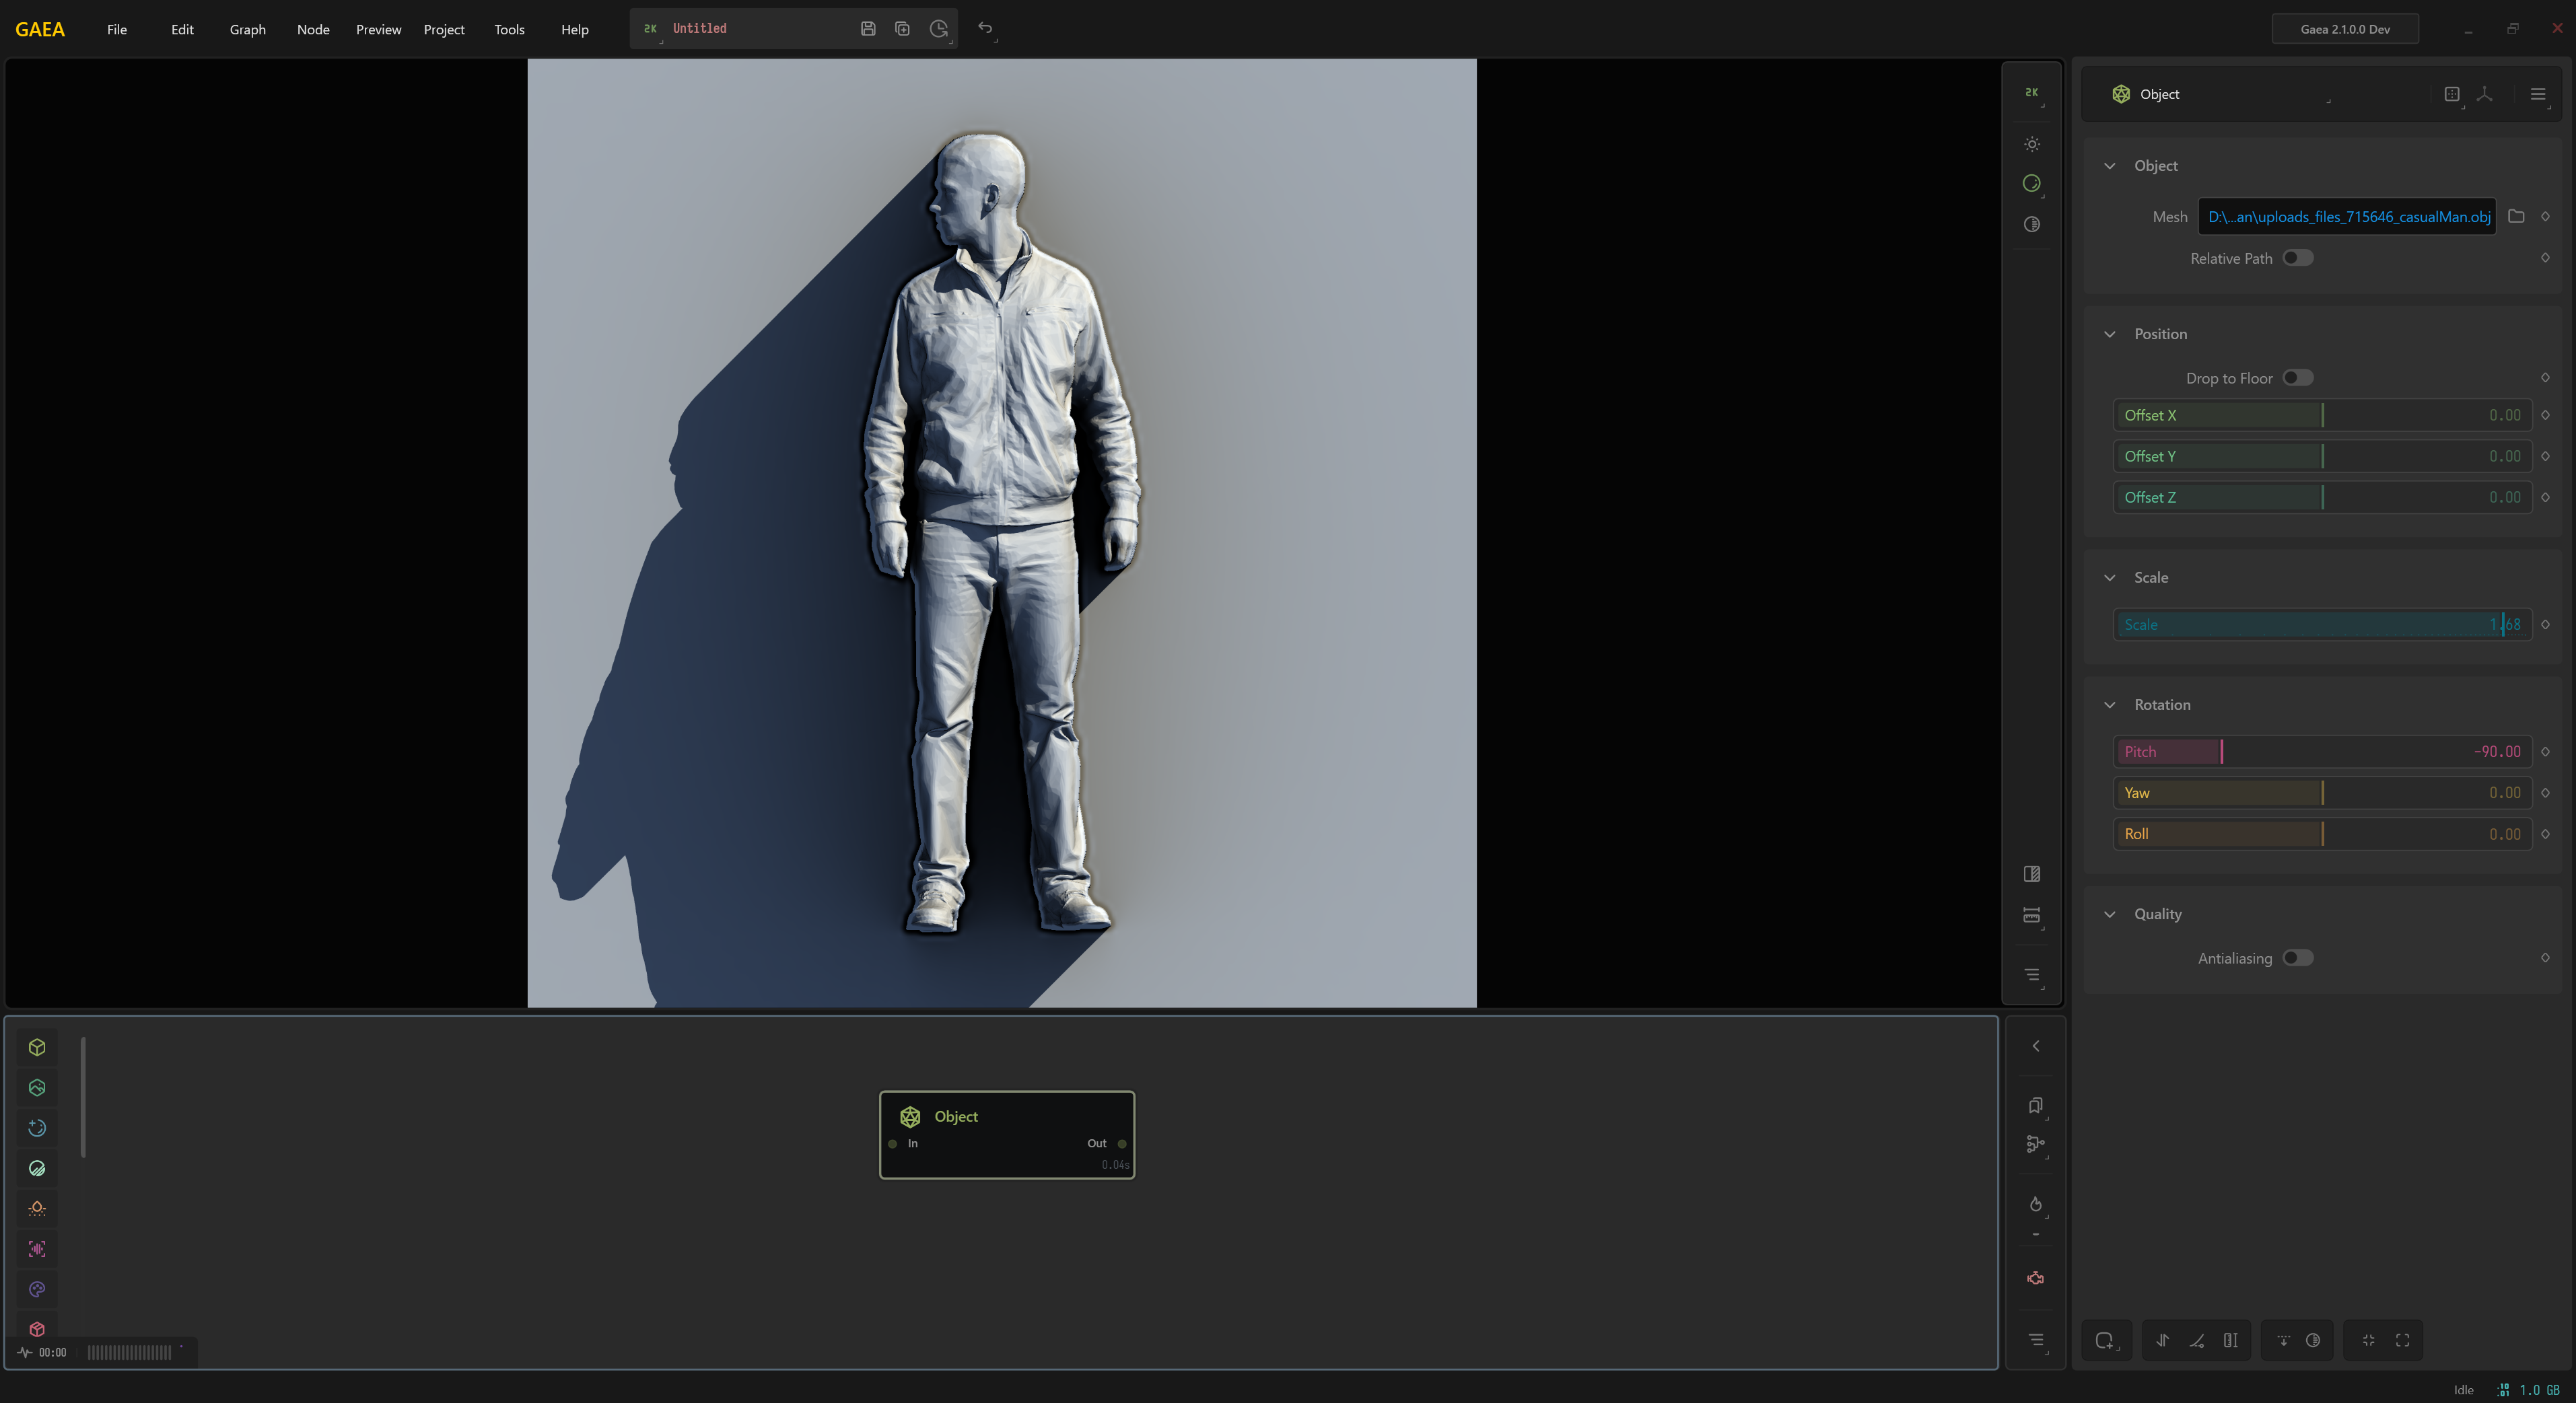 GAEA
File Edit Graph Node Preview Project Tools Help
2K Untitled
Gaea 2.1.0.0 Dev
2K
Object
Object
Mesh D:\...an\uploads_files_715646_casualMan.obj
Relative Path
Position
Drop to Floor
Offset X 0.00
Offset Y 0.00
Offset Z 0.00
Scale
Scale 1.68
Rotation
Pitch -90.00
Yaw 0.00
Roll 0.00
Quality
Antialiasing
Object
In Out
0.04s
00:00
Idle 1.0 GB